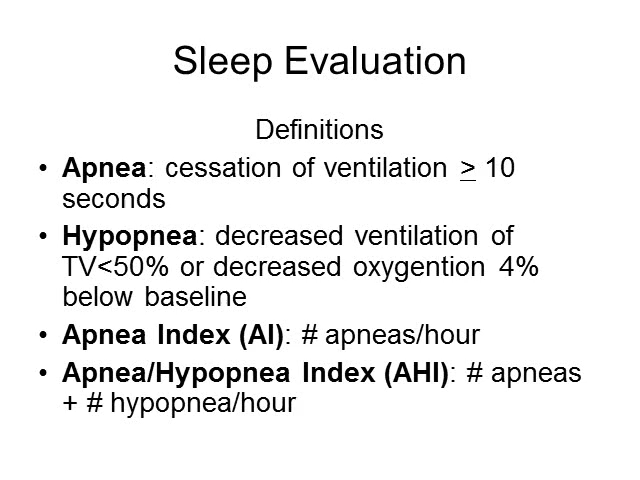 Sleep Evaluation
Definitions
• Apnea: cessation of ventilation ≥ 10
seconds
• Hypopnea: decreased ventilation of
TV<50% or decreased oxygention 4%
below baseline
• Apnea Index (AI): # apneas/hour
• Apnea/Hypopnea Index (AHI): # apneas
+ # hypopnea/hour